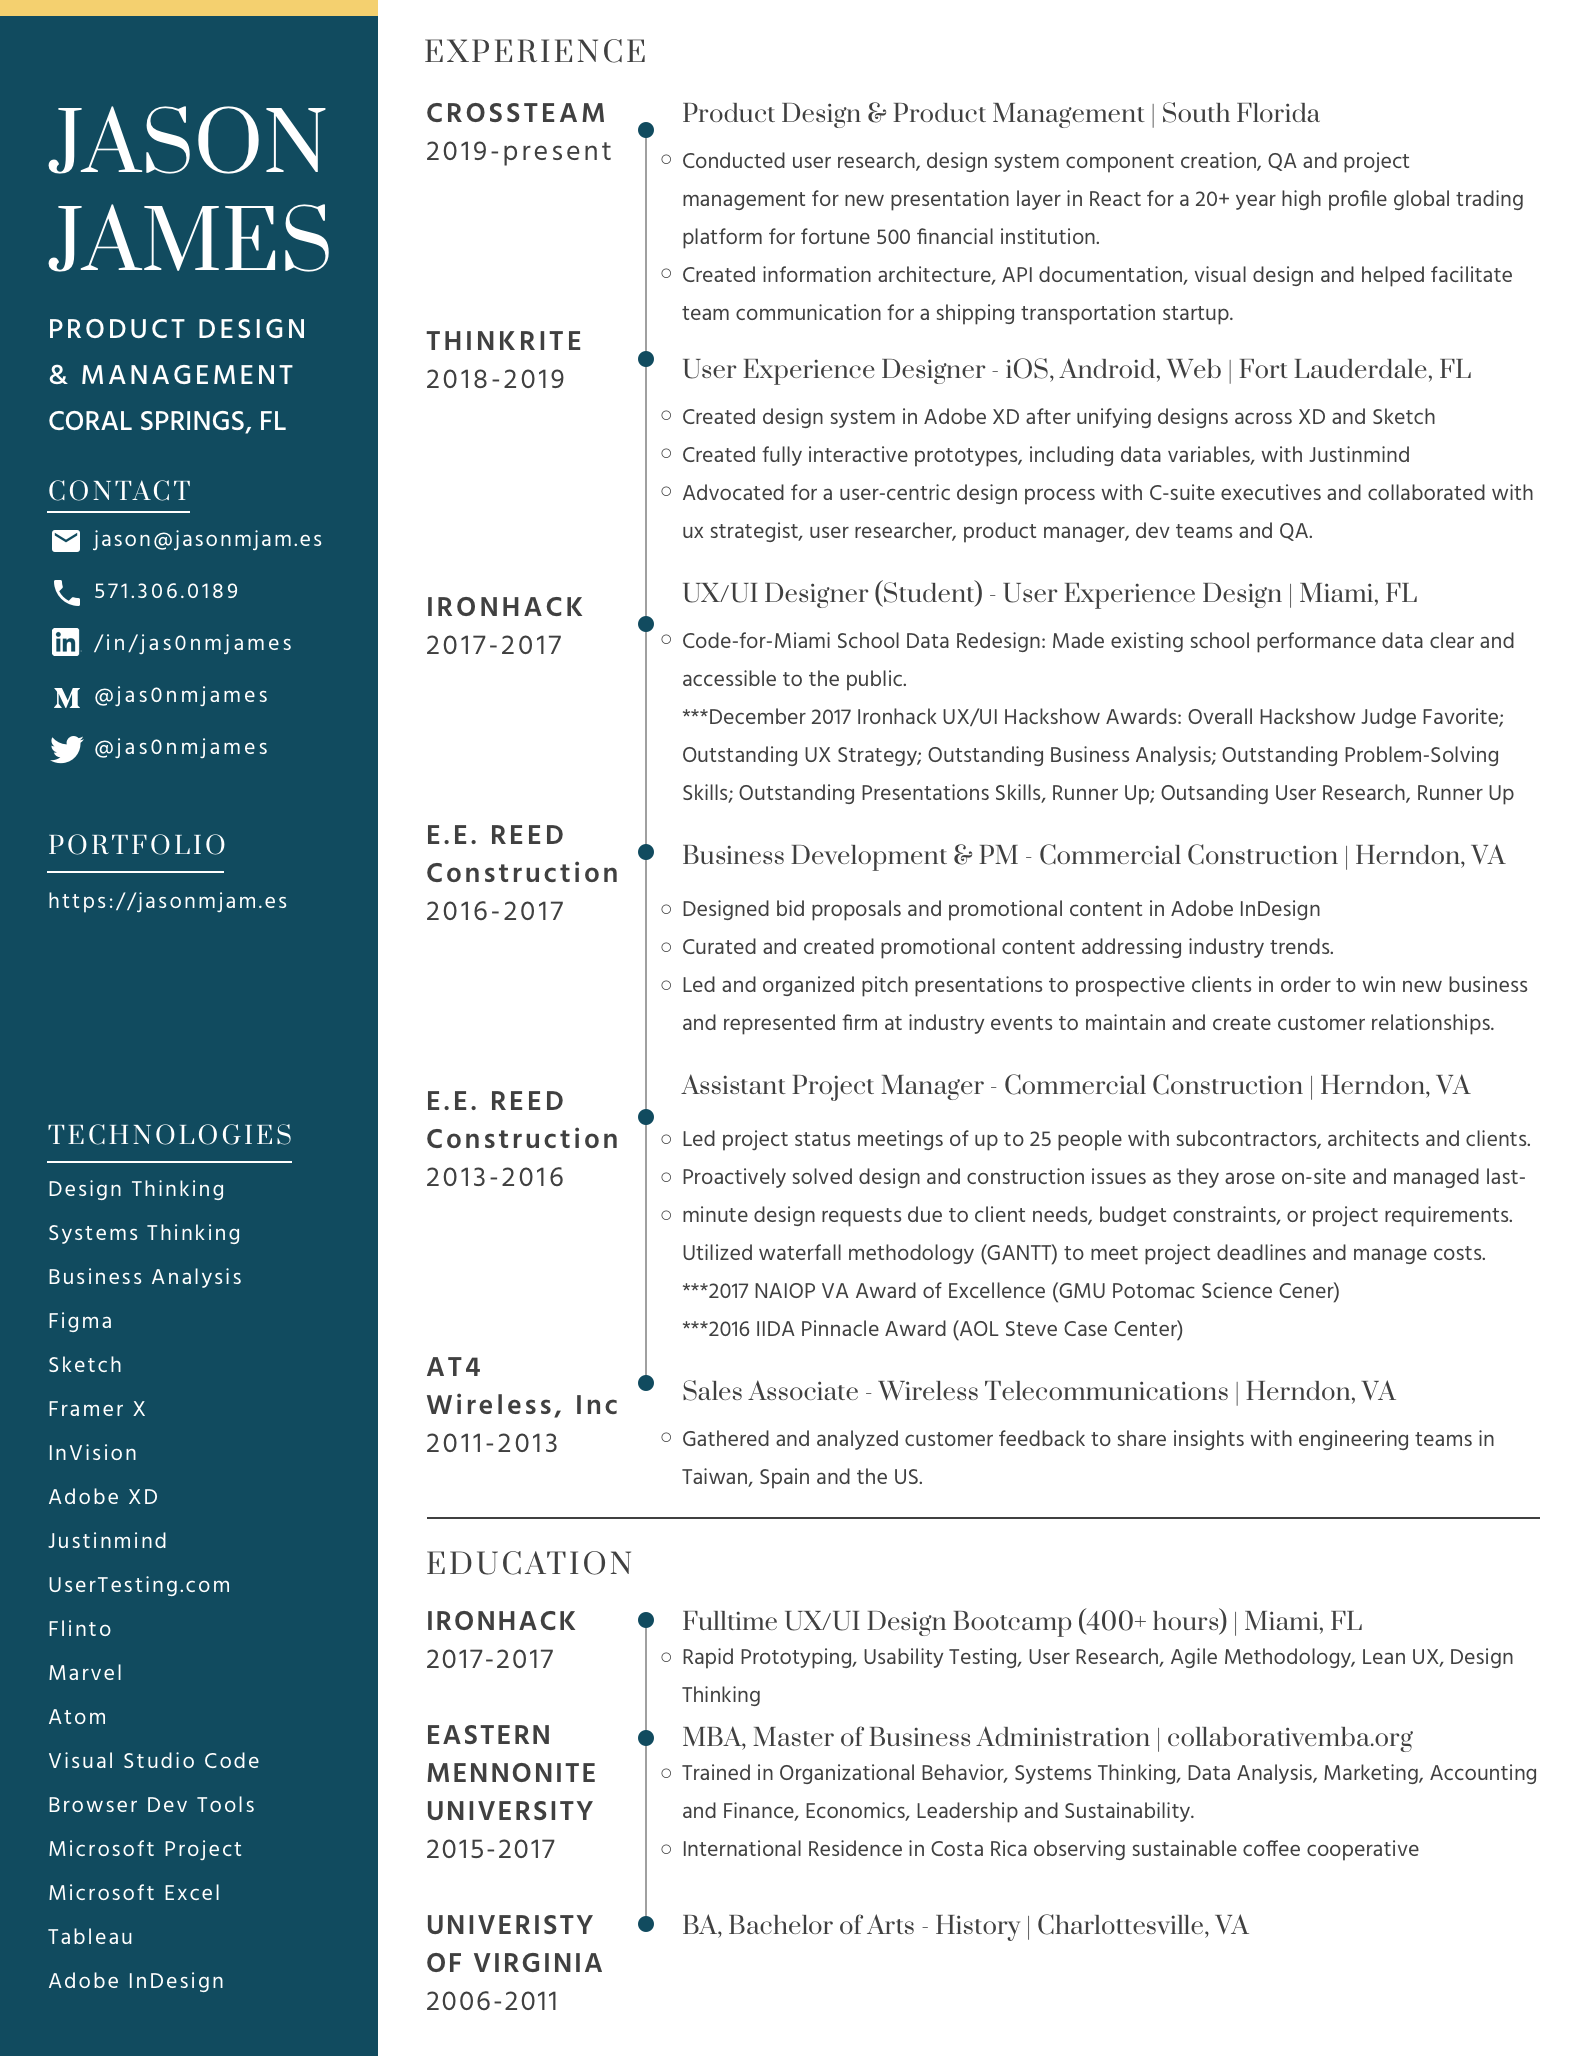 JASON
JAMES
PRODUCT DESIGN
& MANAGEMENT
CORAL SPRINGS, FL
CONTACT
jason@jasonmjam.es
571.306.0189
in /in/jas0nmjames
M @jas0nmjames
@jas0nmjames
PORTFOLIO
https://jasonmjam.es
TECHNOLOGIES
Design Thinking
Systems Thinking
Business Analysis
Figma
Sketch
Framer X
InVision
Adobe XD
Justinmind
UserTesting.com
Flinto
Marvel
Atom
Visual Studio Code
Browser Dev Tools
Microsoft Project
Microsoft Excel
Tableau
Adobe InDesign
EXPERIENCE
CROSSTEAM
2019-present
Product Design & Product Management | South Florida
Conducted user research, design system component creation, QA and project
management for new presentation layer in React for a 20+ year high profile global trading
platform for fortune 500 financial institution.
Created information architecture, API documentation, visual design and helped facilitate
team communication for a shipping transportation startup.
THINKRITE
2018-2019
User Experience Designer - iOS, Android, Web | Fort Lauderdale, FL
Created design system in Adobe XD after unifying designs across XD and Sketch
Created fully interactive prototypes, including data variables, with Justinmind
Advocated for a user-centric design process with C-suite executives and collaborated with
ux strategist, user researcher, product manager, dev teams and QA.
IRONHACK
2017-2017
UX/UI Designer (Student) - User Experience Design | Miami, FL
Code-for-Miami School Data Redesign: Made existing school performance data clear and
accessible to the public.
***December 2017 Ironhack UX/UI Hackshow Awards: Overall Hackshow Judge Favorite;
Outstanding UX Strategy; Outstanding Business Analysis; Outstanding Problem-Solving
Skills; Outstanding Presentations Skills, Runner Up; Outsanding User Research, Runner Up
E.E. REED
Construction
2016-2017
Business Development & PM - Commercial Construction | Herndon, VA
Designed bid proposals and promotional content in Adobe InDesign
Curated and created promotional content addressing industry trends.
Led and organized pitch presentations to prospective clients in order to win new business
and represented firm at industry events to maintain and create customer relationships.
E.E. REED
Construction
2013-2016
Assistant Project Manager - Commercial Construction | Herndon, VA
Led project status meetings of up to 25 people with subcontractors, architects and clients.
Proactively solved design and construction issues as they arose on-site and managed last-
minute design requests due to client needs, budget constraints, or project requirements.
Utilized waterfall methodology (GANTT) to meet project deadlines and manage costs.
***2017 NAIOP VA Award of Excellence (GMU Potomac Science Cener)
***2016 IIDA Pinnacle Award (AOL Steve Case Center)
AT4
Wireless, Inc
2011-2013
Sales Associate - Wireless Telecommunications | Herndon, VA
Gathered and analyzed customer feedback to share insights with engineering teams in
Taiwan, Spain and the US.
EDUCATION
IRONHACK
2017-2017
Fulltime UX/UI Design Bootcamp (400+ hours) | Miami, FL
Rapid Prototyping, Usability Testing, User Research, Agile Methodology, Lean UX, Design
Thinking
EASTERN
MENNONITE
UNIVERSITY
2015-2017
MBA, Master of Business Administration | collaborativemba.org
Trained in Organizational Behavior, Systems Thinking, Data Analysis, Marketing, Accounting
and Finance, Economics, Leadership and Sustainability.
International Residence in Costa Rica observing sustainable coffee cooperative
UNIVERISTY
OF VIRGINIA
2006-2011
BA, Bachelor of Arts - History | Charlottesville, VA